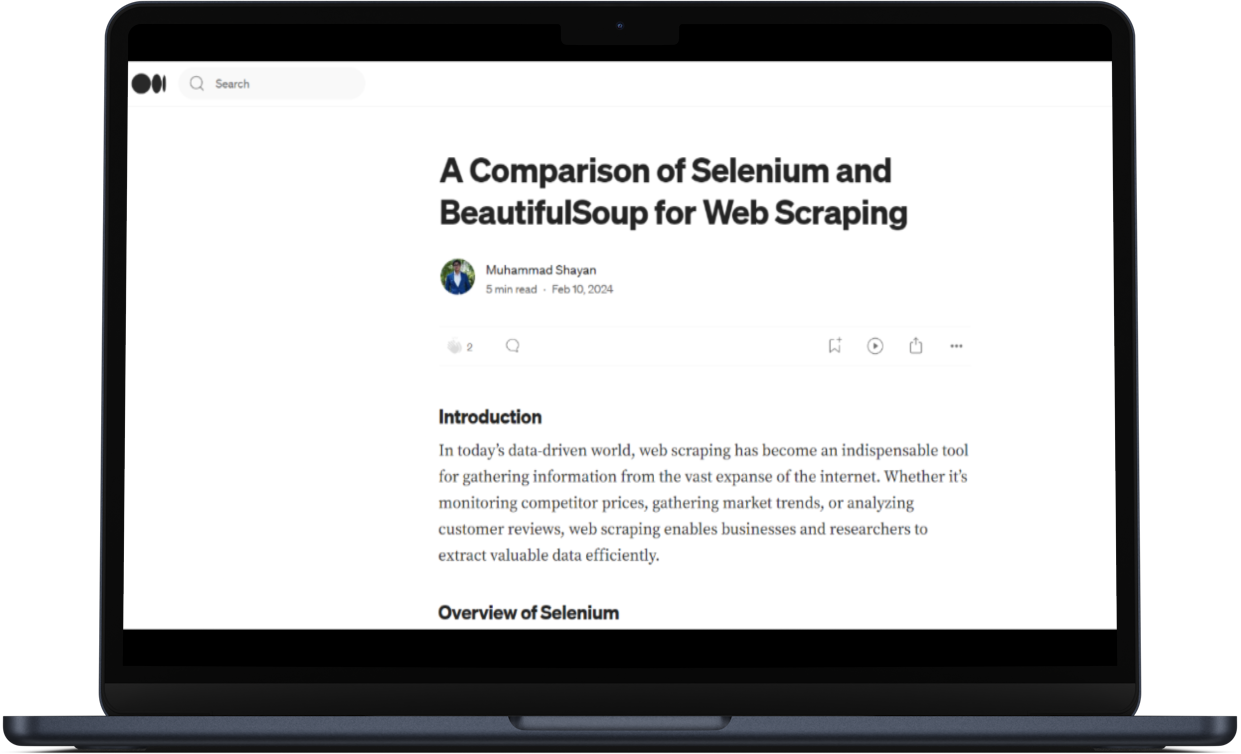 Search
A Comparison of Selenium and
BeautifulSoup for Web Scraping
Muhammad Shayan
5 min read · Feb 10, 2024
2
Introduction
In today’s data-driven world, web scraping has become an indispensable tool
for gathering information from the vast expanse of the internet. Whether it’s
monitoring competitor prices, gathering market trends, or analyzing
customer reviews, web scraping enables businesses and researchers to
extract valuable data efficiently.
Overview of Selenium